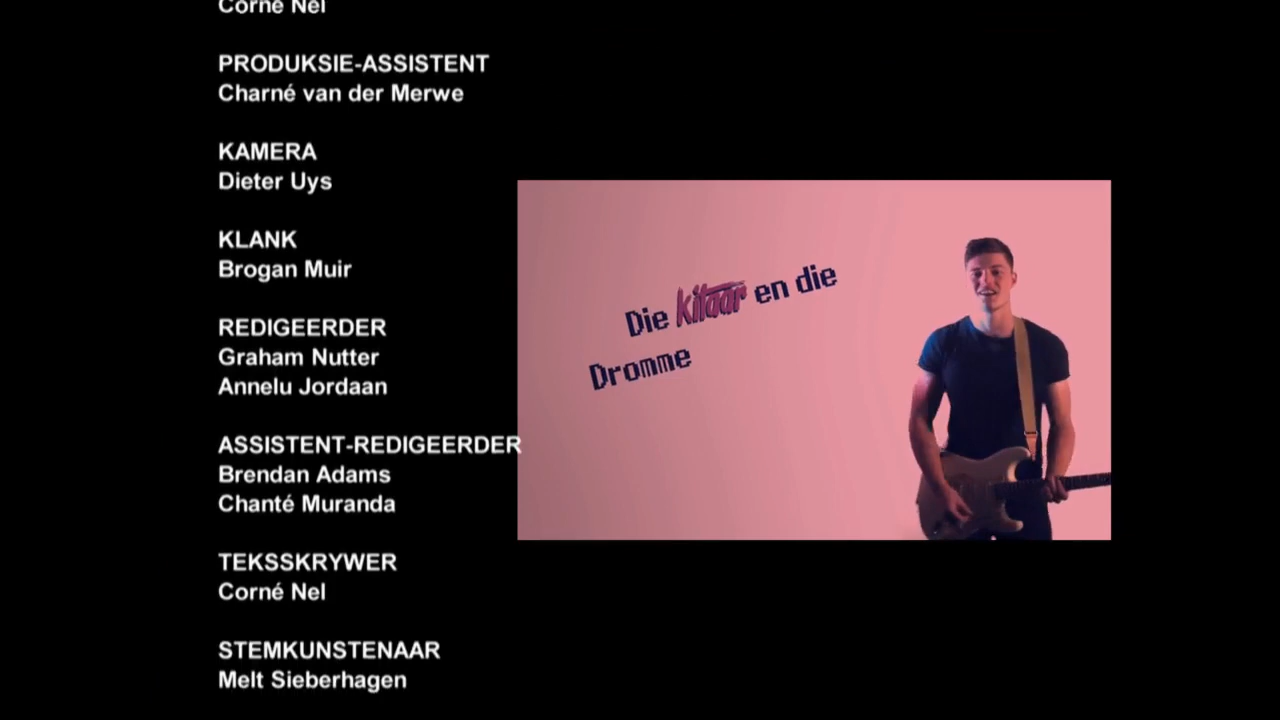 Corné Nel
PRODUKSIE-ASSISTENT
Charné van der Merwe
KAMERA
Dieter Uys
KLANK
Brogan Muir
REDIGEERDER
Graham Nutter
Annelu Jordaan
ASSISTENT-REDIGEERDER
Brendan Adams
Chanté Muranda
TEKSSKRYWER
Corné Nel
STEMKUNSTENAAR
Melt Sieberhagen
Die kitaar en die
Dromme